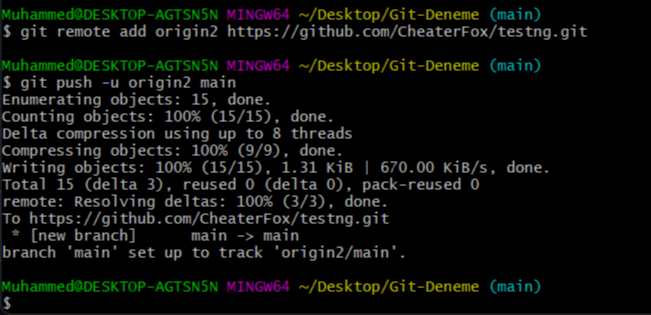 Muhammed@DESKTOP-AGTSN5N MINGW64 ~/Desktop/Git-Deneme (main)
$ git remote add origin2 https://github.com/CheaterFox/testng.git
Muhammed@DESKTOP-AGTSN5N MINGW64 ~/Desktop/Git-Deneme (main)
$ git push -u origin2 main
Enumerating objects: 15, done.
Counting objects: 100% (15/15), done.
Delta compression using up to 8 threads
Compressing objects: 100% (9/9), done.
Writing objects: 100% (15/15), 1.31 KiB | 670.00 KiB/s, done.
Total 15 (delta 3), reused 0 (delta 0), pack-reused 0
remote: Resolving deltas: 100% (3/3), done.
To https://github.com/CheaterFox/testng.git
 * [new branch]      main -> main
branch 'main' set up to track 'origin2/main'.
Muhammed@DESKTOP-AGTSN5N MINGW64 ~/Desktop/Git-Deneme (main)
$